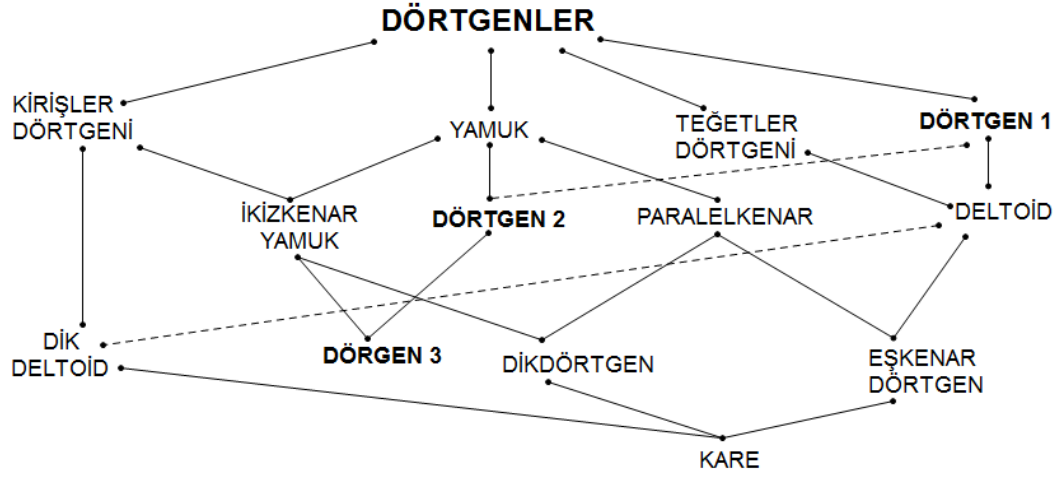 DÖRTGENLER
KİRİŞLER
DÖRTGENİ
YAMUK
TEĞETLER
DÖRTGENİ
DÖRTGEN 1
İKİZKENAR
YAMUK
DÖRTGEN 2
PARALELKENAR
DELTOİD
DİK
DELTOİD
DÖRGEN 3
DİKDÖRTGEN
EŞKENAR
DÖRTGEN
KARE